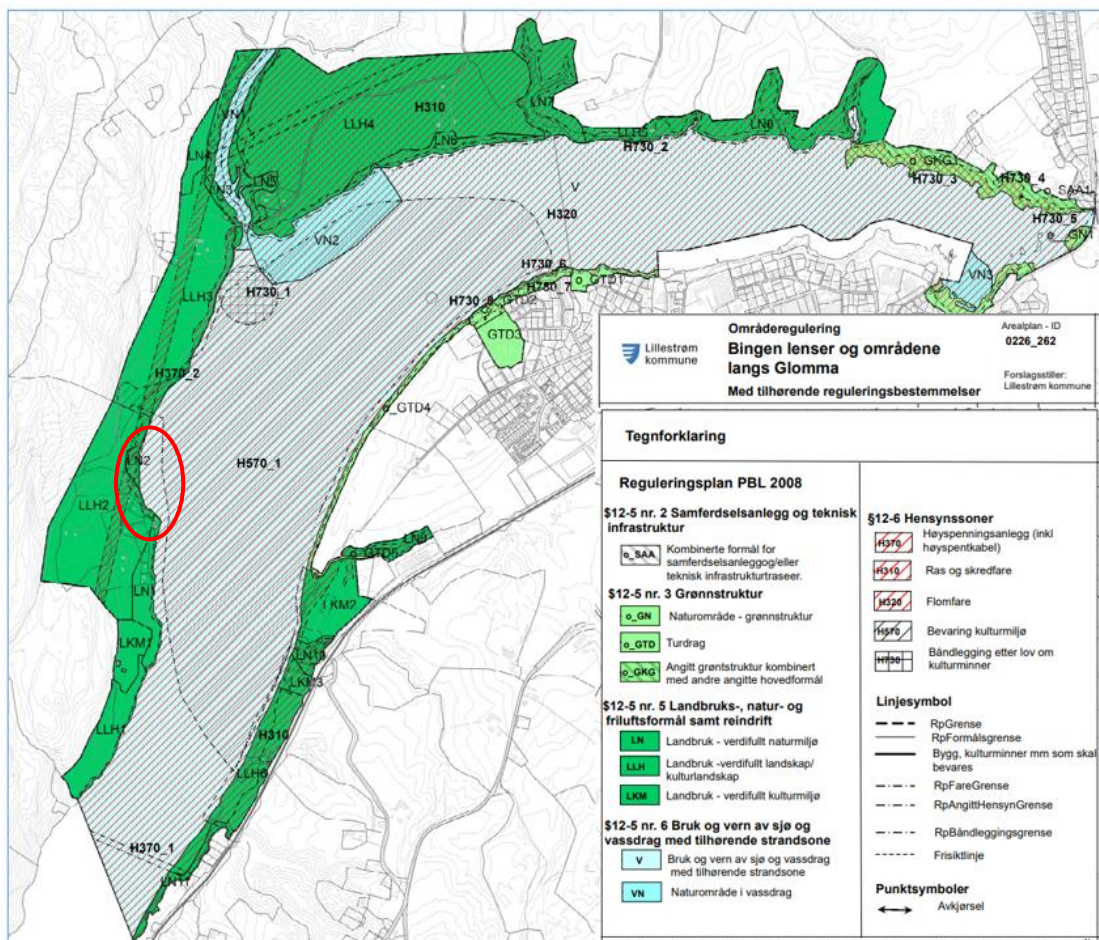 VN1
LN7
H310
LLH4
LN8
LN6
LLH5
H730_2
LN4
GKG1
H730_3
H730_4
SAA1
LN5
V
H320
H730_5
GN1
VN2
VN3
LLH3
H730_1
H730_6
GTD1
GTD2
GTD3
H370_2
o_GTD4
LN2
H570_1
LLH2
GTD5
LN9
LN1
LKM2
LKM1
LN10
LKM3
LLH1
H310
LLH6
H370_1
LN11
Lillestrøm
kommune
Områderegulering
Bingen lenser og områdene
langs Glomma
Med tilhørende reguleringsbestemmelser
Arealplan - ID
0226_262
Forslagsstiller:
Lillestrøm kommune
Tegnforklaring
Reguleringsplan PBL 2008
§12-5 nr. 2 Samferdselsanlegg og teknisk
infrastruktur
o_SAA
Kombinerte formål for
samferdselsanleggog/eller
teknisk infrastrukturtraseer.
§12-5 nr. 3 Grønnstruktur
o_GN
Naturområde - grønnstruktur
o_GTD
Turdrag
o_GKG
Angitt grøntstruktur kombinert
med andre angitte hovedformål
§12-5 nr. 5 Landbruks-, natur- og
friluftsformål samt reindrift
LN
Landbruk - verdifullt naturmiljø
LLH
Landbruk -verdifullt landskap/
kulturlandskap
LKM
Landbruk - verdifullt kulturmiljø
§12-5 nr. 6 Bruk og vern av sjø og
vassdrag med tilhørende strandsone
V
Bruk og vern av sjø og vassdrag
med tilhørende strandsone
VN
Naturområde i vassdrag
§12-6 Hensynssoner
H370
Høyspenningsanlegg (inkl
høyspentkabel)
H310
Ras og skredfare
H320
Flomfare
H570
Bevaring kulturmiljø
H730
Båndlegging etter lov om
kulturminner
Linjesymbol
RpGrense
RpFormålsgrense
Bygg, kulturminner mm som skal
bevares
RpFareGrense
RpAngittHensynGrense
RpBåndleggingsgrense
Frisiktlinje
Punktsymboler
Avkjørsel